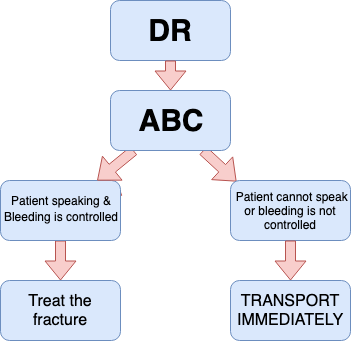 DR
ABC
Patient speaking &
Bleeding is controlled
Patient cannot speak
or bleeding is not
controlled
Treat the
fracture
TRANSPORT
IMMEDIATELY